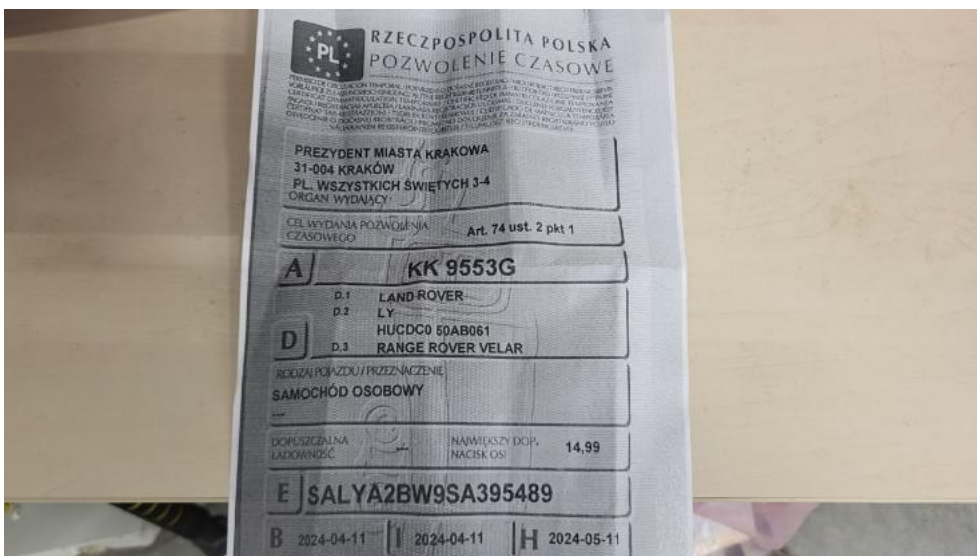 PL
RZECZPOSPOLITA POLSKA
POZWOLENIE CZASOWE
PREZYDENT MIASTA KRAKOWA
31-004 KRAKÓW
PL. WSZYSTKICH ŚWIĘTYCH 3-4
ORGAN WYDAJĄCY
CEL WYDANIA POZWOLENIA
CZASOWEGO
Art. 74 ust. 2 pkt 1
A KK 9553G
D.1 LAND ROVER
D.2 LY
HUCDC0 50AB061
D D.3 RANGE ROVER VELAR
RODZAJ POJAZDU / PRZEZNACZENIE
SAMOCHÓD OSOBOWY
---
DOPUSZCZALNA
ŁADOWNOŚĆ
NAJWIĘKSZY DOP.
NACISK OSI
14,99
E SALYA2BW9SA395489
B 2024-04-11 I 2024-04-11 H 2024-05-11